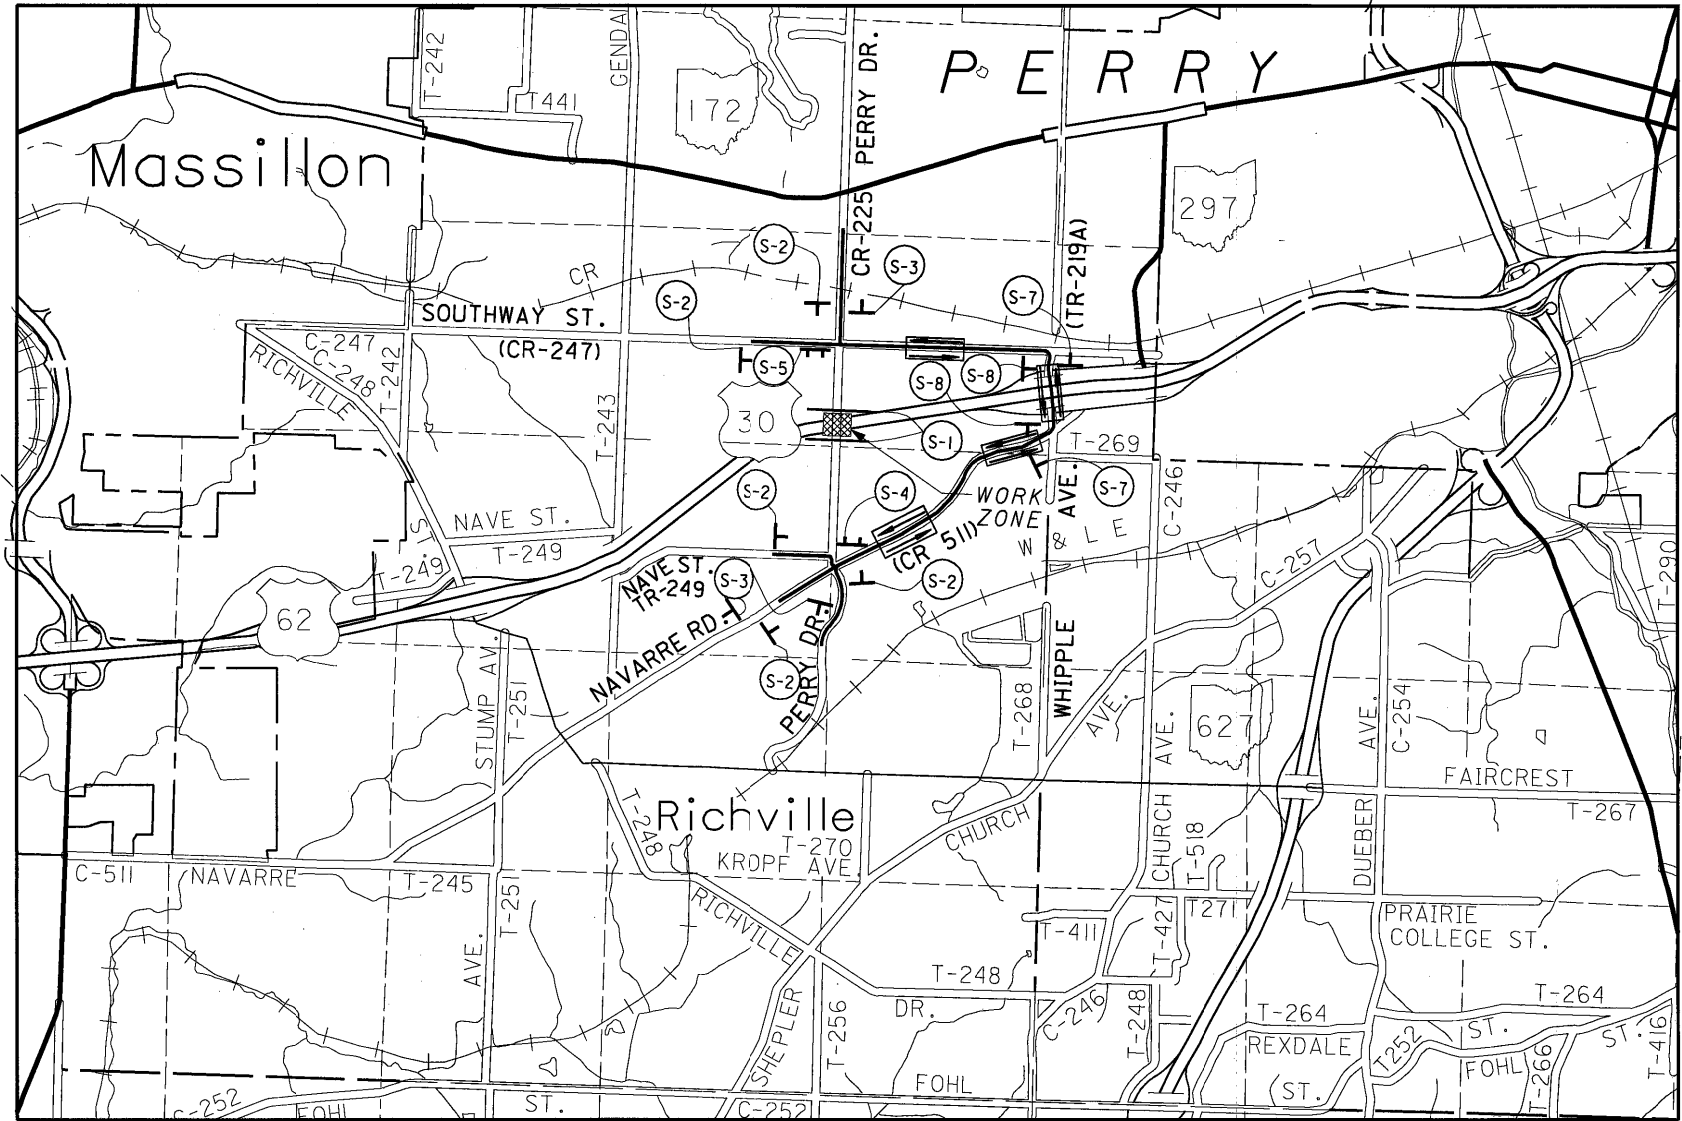 T-242
GENDA
PERRY DR.
PERRY
T441
172
Massillon
CR-225
297
(TR-219A)
S-2
S-3
CR
S-2
S-7
SOUTHWAY ST.
(CR-247)
C-247
C-248
RICHVILLE
T-242
S-5
S-8
S-8
30
T-243
S-1
T-269
S-2
S-4
WORK
ZONE
S-7
AVE.
C-246
NAVE ST.
T-249
ST.
T-249
(CR 511)
W & L E
C-257
T-290
NAVE ST.
TR-249
S-3
S-2
62
NAVARRE RD.
S-2
PERRY DR.
WHIPPLE
STUMP AV.
T-251
T-268
AVE.
AVE.
627
AVE.
C-254
FAIRCREST
T-267
Richville
T-248
T-270
KROPF AVE.
CHURCH
CHURCH
T-518
DUEBER
C-511
NAVARRE
T-245
T-251
RICHVILLE
T-411
T-427
T271
PRAIRIE
COLLEGE ST.
AVE.
T-248
DR.
SHEPLER
T-256
C-246
T-248
T-264
REXDALE
T252
T-264
ST.
ST.
T-416
FOHL
T-266
C-252
FOHL
ST.
C-252
FOHL
ST.